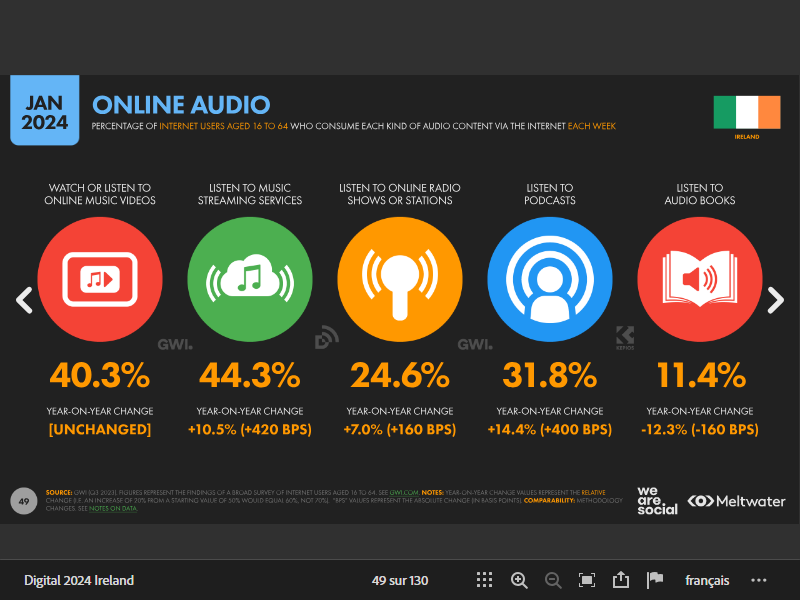 JAN
2024
ONLINE AUDIO
PERCENTAGE OF INTERNET USERS AGED 16 TO 64 WHO CONSUME EACH KIND OF AUDIO CONTENT VIA THE INTERNET EACH WEEK
IRELAND
WATCH OR LISTEN TO
ONLINE MUSIC VIDEOS
LISTEN TO MUSIC
STREAMING SERVICES
LISTEN TO ONLINE RADIO
SHOWS OR STATIONS
LISTEN TO
PODCASTS
LISTEN TO
AUDIO BOOKS
GWI.
GWI.
KEPIOS
40.3%
44.3%
24.6%
31.8%
11.4%
YEAR-ON-YEAR CHANGE
[UNCHANGED]
YEAR-ON-YEAR CHANGE
+10.5% (+420 BPS)
YEAR-ON-YEAR CHANGE
+7.0% (+160 BPS)
YEAR-ON-YEAR CHANGE
+14.4% (+400 BPS)
YEAR-ON-YEAR CHANGE
-12.3% (-160 BPS)
49
SOURCE: GWI (Q3 2023). FIGURES REPRESENT THE FINDINGS OF A BROAD SURVEY OF INTERNET USERS AGED 16 TO 64. SEE GWI.COM. NOTES: YEAR-ON-YEAR CHANGE VALUES REPRESENT THE RELATIVE
CHANGE (I.E. AN INCREASE OF 20% FROM A STARTING VALUE OF 50% WOULD EQUAL 60%, NOT 70%). "BPS" VALUES REPRESENT THE ABSOLUTE CHANGE (IN BASIS POINTS). COMPARABILITY: METHODOLOGY
CHANGES. SEE NOTES ON DATA.
we
are.
social
Meltwater
Digital 2024 Ireland
49 sur 130
français